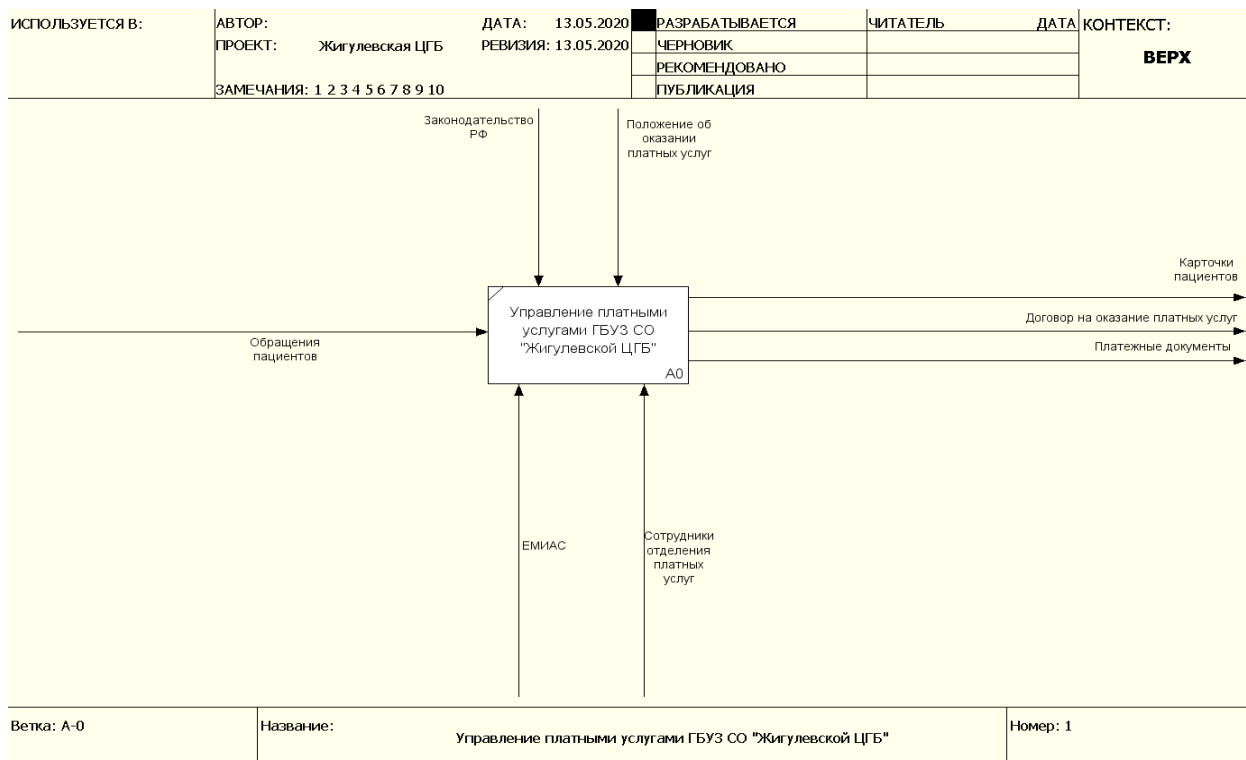 ИСПОЛЬЗУЕТСЯ В:
АВТОР:
ДАТА: 13.05.2020
РАЗРАБАТЫВАЕТСЯ
ЧИТАТЕЛЬ
ДАТА
КОНТЕКСТ:
ПРОЕКТ: Жигулевская ЦГБ
РЕВИЗИЯ: 13.05.2020
ЧЕРНОВИК
ВЕРХ
РЕКОМЕНДОВАНО
ЗАМЕЧАНИЯ: 1 2 3 4 5 6 7 8 9 10
ПУБЛИКАЦИЯ
Законодательство
РФ
Положение об
оказании
платных услуг
Карточки
пациентов
Управление платными
услугами ГБУЗ СО
"Жигулевской ЦГБ"
A0
Договор на оказание платных услуг
Обращения
пациентов
Платежные документы
ЕМИАС
Сотрудники
отделения
платных
услуг
Ветка: A-0
Название:
Управление платными услугами ГБУЗ СО "Жигулевской ЦГБ"
Номер: 1